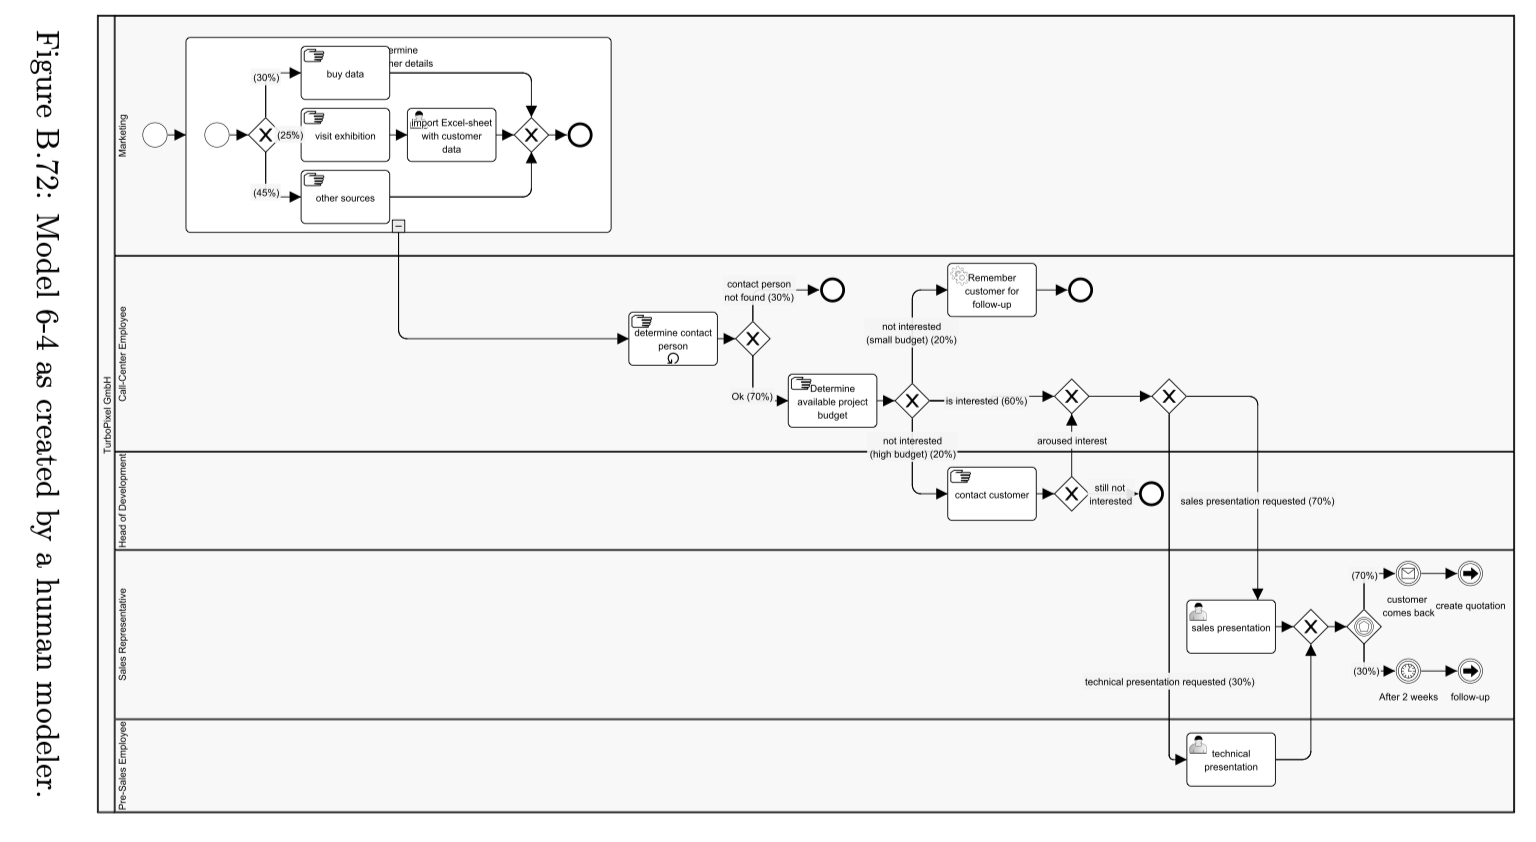 Figure B.72: Model 6-4 as created by a human modeler.
TurboPixel GmbH
Marketing
ermine
ner details
(30%)
buy data
(25%)
visit exhibition
import Excel-sheet
with customer
data
(45%)
other sources
Call-Center Employee
determine contact
person
contact person
not found (30%)
Ok (70%)
Determine
available project
budget
not interested
(small budget) (20%)
Remember
customer for
follow-up
is interested (60%)
not interested
(high budget) (20%)
aroused interest
Head of Development
contact customer
still not
interested
sales presentation requested (70%)
Sales Representative
sales presentation
(70%)
customer
comes back
create quotation
(30%)
After 2 weeks
follow-up
technical presentation requested (30%)
Pre-Sales Employee
technical
presentation